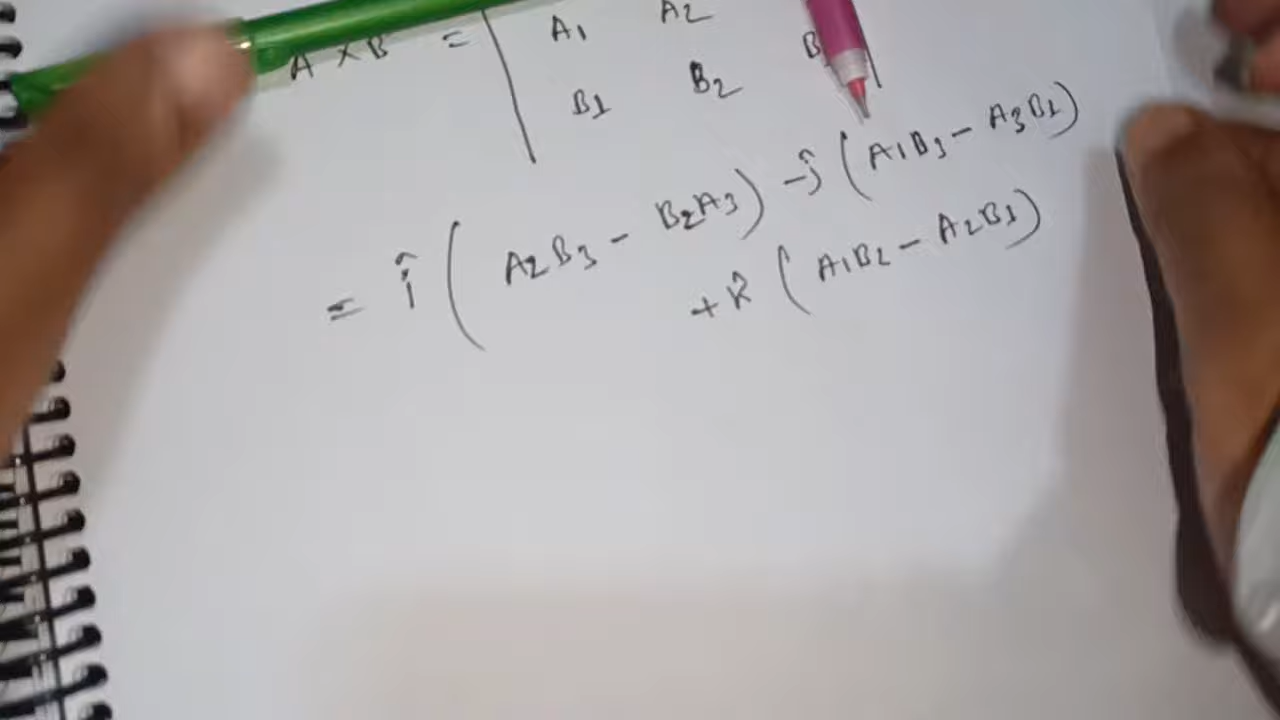 A × B = | A1 A2
B1 B2 B |
= î ( A2B3 - B2A3 ) -ĵ ( A1B3 - A3B1 )
+ k̂ ( A1B2 - A2B1 )